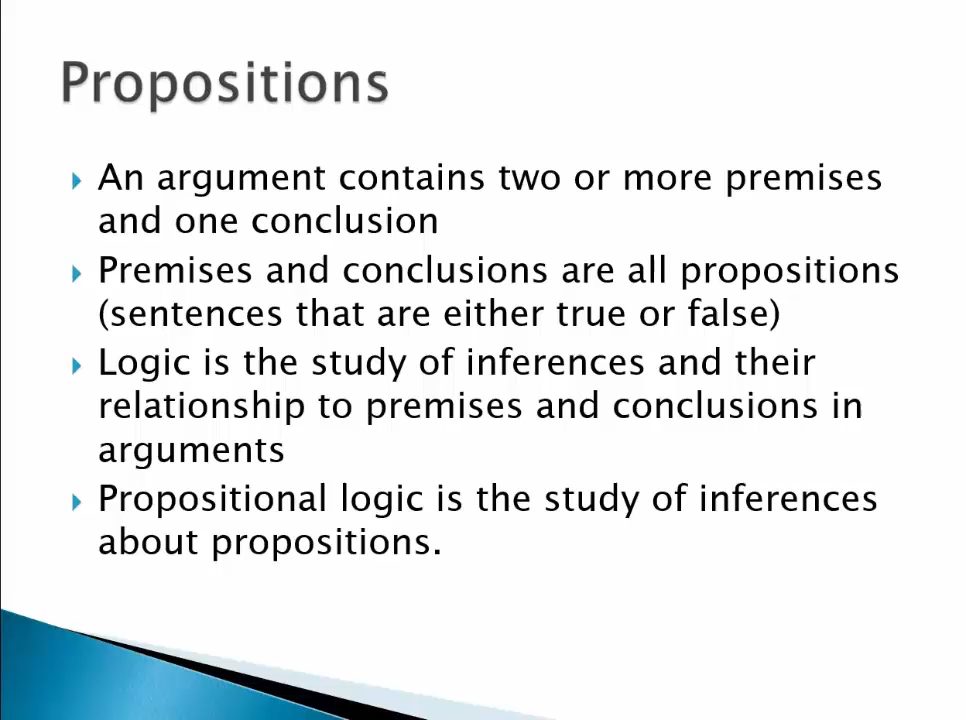 Propositions
An argument contains two or more premises
and one conclusion
Premises and conclusions are all propositions
(sentences that are either true or false)
Logic is the study of inferences and their
relationship to premises and conclusions in
arguments
Propositional logic is the study of inferences
about propositions.